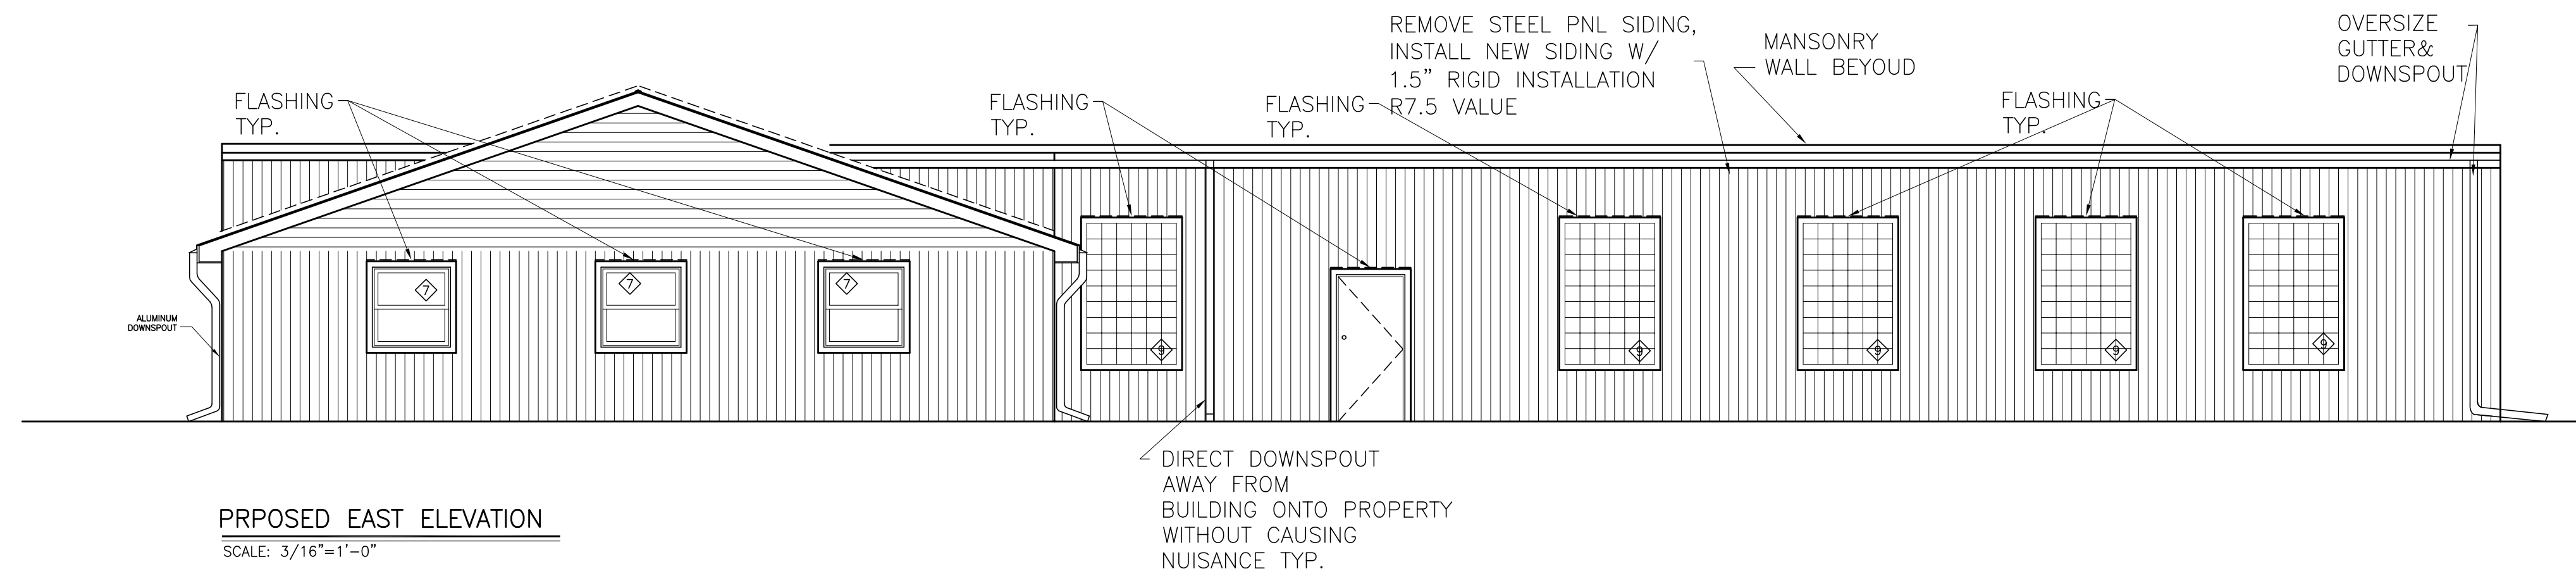 REMOVE STEEL PNL SIDING,
INSTALL NEW SIDING W/
1.5" RIGID INSTALLATION
R7.5 VALUE
MANSONRY
WALL BEYOUD
OVERSIZE
GUTTER&
DOWNSPOUT
FLASHING
TYP.
FLASHING
TYP.
FLASHING
TYP.
FLASHING
TYP.
7
7
7
ALUMINUM
DOWNSPOUT
9
9
9
9
9
DIRECT DOWNSPOUT
AWAY FROM
BUILDING ONTO PROPERTY
WITHOUT CAUSING
NUISANCE TYP.
PRPOSED EAST ELEVATION
SCALE: 3/16"=1'-0"